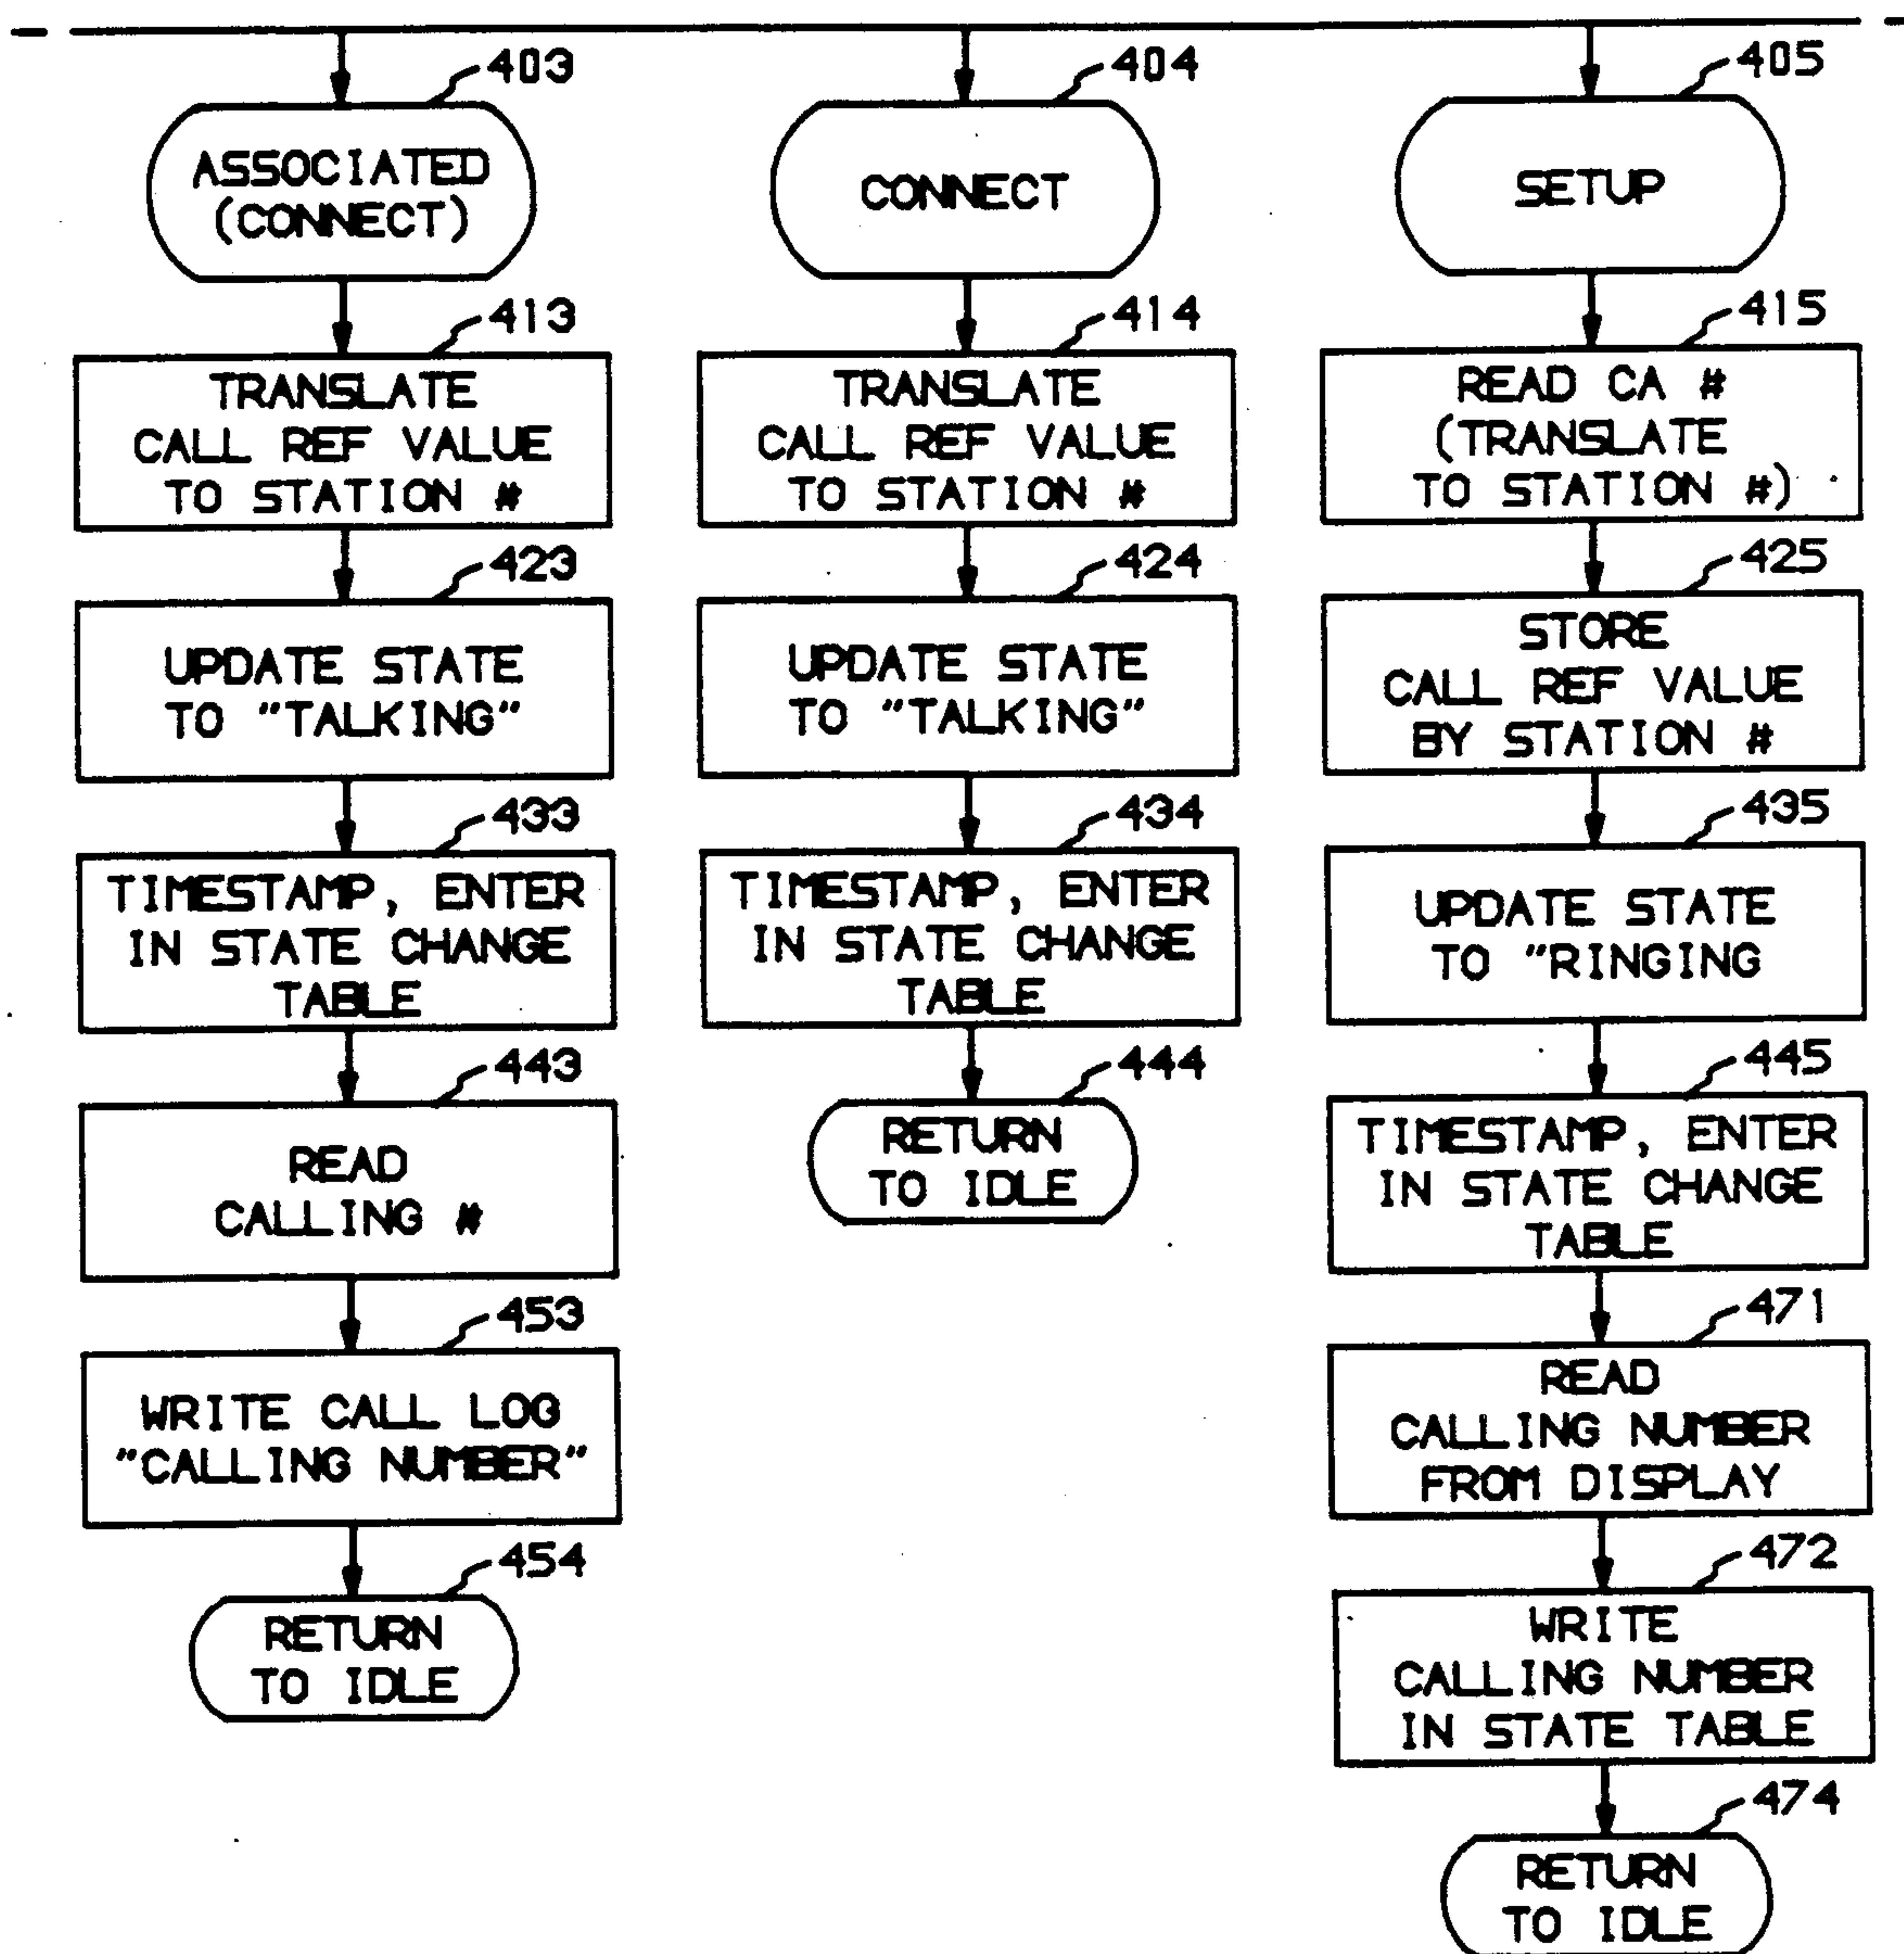 403
ASSOCIATED
(CONNECT)
413
TRANSLATE
CALL REF VALUE
TO STATION #
423
UPDATE STATE
TO "TALKING"
433
TIMESTAMP, ENTER
IN STATE CHANGE
TABLE
443
READ
CALLING #
453
WRITE CALL LOG
"CALLING NUMBER"
454
RETURN
TO IDLE
404
CONNECT
414
TRANSLATE
CALL REF VALUE
TO STATION #
424
UPDATE STATE
TO "TALKING"
434
TIMESTAMP, ENTER
IN STATE CHANGE
TABLE
444
RETURN
TO IDLE
405
SETUP
415
READ CA #
(TRANSLATE
TO STATION #)
425
STORE
CALL REF VALUE
BY STATION #
435
UPDATE STATE
TO "RINGING
445
TIMESTAMP, ENTER
IN STATE CHANGE
TABLE
471
READ
CALLING NUMBER
FROM DISPLAY
472
WRITE
CALLING NUMBER
IN STATE TABLE
474
RETURN
TO IDLE